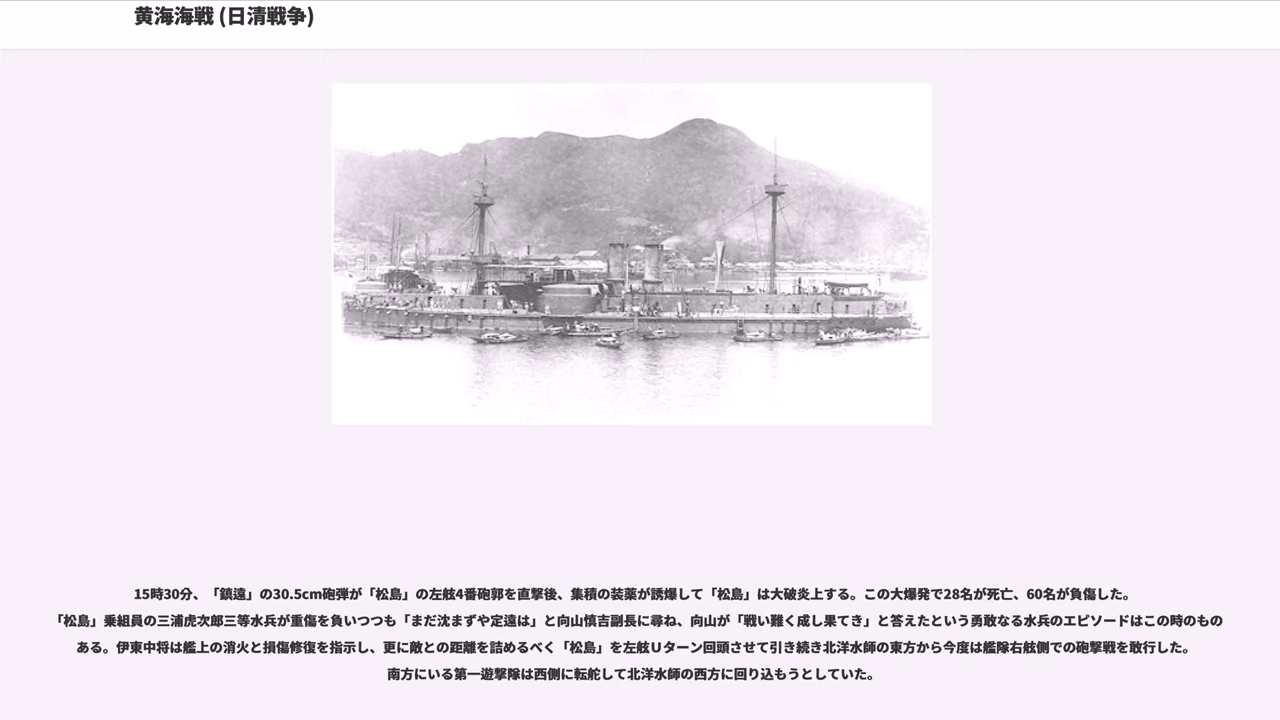 黄海海戦 (日清戦争)
15時30分、「鎮遠」の30.5cm砲弾が「松島」の左舷4番砲郭を直撃後、集積の装薬が誘爆して「松島」は大破炎上する。この大爆発で28名が死亡、60名が負傷した。
「松島」乗組員の三浦虎次郎三等水兵が重傷を負いつつも「まだ沈まずや定遠は」と向山慎吉副長に尋ね、向山が「戦い難く成し果てき」と答えたという勇敢なる水兵のエピソードはこの時のもの
ある。伊東中将は艦上の消火と損傷修復を指示し、更に敵との距離を詰めるべく「松島」を左舷Uターン回頭させて引き続き北洋水師の東方から今度は艦隊右舷側での砲撃戦を敢行した。
南方にいる第一遊撃隊は西側に転舵して北洋水師の西方に回り込もうとしていた。